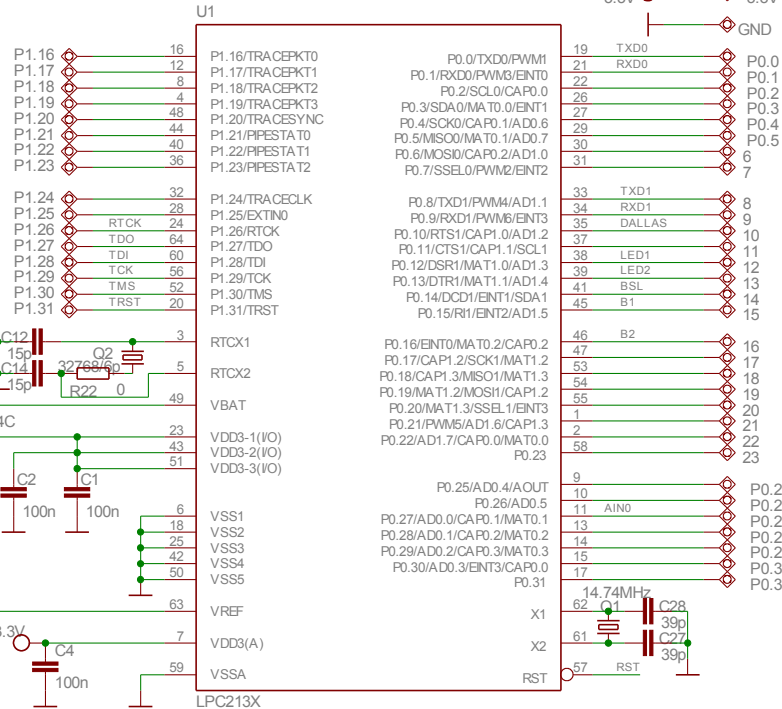 U1
3.3V
3.3V
GND
P1.16 16 P1.16/TRACEPKT0
P1.17 12 P1.17/TRACEPKT1
P1.18 8 P1.18/TRACEPKT2
P1.19 4 P1.19/TRACEPKT3
P1.20 48 P1.20/TRACESYNC
P1.21 44 P1.21/PIPESTAT0
P1.22 40 P1.22/PIPESTAT1
P1.23 36 P1.23/PIPESTAT2
P1.24 32 P1.24/TRACECLK
P1.25 28 P1.25/EXTIN0
P1.26 RTCK 24 P1.26/RTCK
P1.27 TDO 64 P1.27/TDO
P1.28 TDI 60 P1.28/TDI
P1.29 TCK 56 P1.29/TCK
P1.30 TMS 52 P1.30/TMS
P1.31 TRST 20 P1.31/TRST
C12 3 RTCX1
15p Q2
C14 32768/6p 5 RTCX2
15p R22 0
49 VBAT
4C
23 VDD3-1(I/O)
43 VDD3-2(I/O)
51 VDD3-3(I/O)
C2 C1
100n 100n
6 VSS1
18 VSS2
25 VSS3
42 VSS4
50 VSS5
63 VREF
3.3V 7 VDD3(A)
C4
59 VSSA
100n
LPC213X
P0.0/TXD0/PWM1 19 TXD0 P0.0
P0.1/RXD0/PWM3/EINT0 21 RXD0 P0.1
P0.2/SCL0/CAP0.0 22 P0.2
P0.3/SDA0/MAT0.0/EINT1 26 P0.3
P0.4/SCK0/CAP0.1/AD0.6 27 P0.4
P0.5/MISO0/MAT0.1/AD0.7 29 P0.5
P0.6/MOSI0/CAP0.2/AD1.0 30 6
P0.7/SSEL0/PWM2/EINT2 31 7
P0.8/TXD1/PWM4/AD1.1 33 TXD1 8
P0.9/RXD1/PWM6/EINT3 34 RXD1 9
P0.10/RTS1/CAP1.0/AD1.2 35 DALLAS 10
P0.11/CTS1/CAP1.1/SCL1 37 11
P0.12/DSR1/MAT1.0/AD1.3 38 LED1 12
P0.13/DTR1/MAT1.1/AD1.4 39 LED2 13
P0.14/DCD1/EINT1/SDA1 41 BSL 14
P0.15/RI1/EINT2/AD1.5 45 B1 15
P0.16/EINT0/MAT0.2/CAP0.2 46 B2 16
P0.17/CAP1.2/SCK1/MAT1.2 47 17
P0.18/CAP1.3/MISO1/MAT1.3 53 18
P0.19/MAT1.2/MOSI1/CAP1.2 54 19
P0.20/MAT1.3/SSEL1/EINT3 55 20
P0.21/PWM5/AD1.6/CAP1.3 1 21
P0.22/AD1.7/CAP0.0/MAT0.0 2 22
P0.23 58 23
P0.25/AD0.4/AOUT 9 P0.2
P0.26/AD0.5 10 P0.2
P0.27/AD0.0/CAP0.1/MAT0.1 11 AIN0 P0.2
P0.28/AD0.1/CAP0.2/MAT0.2 13 P0.2
P0.29/AD0.2/CAP0.3/MAT0.3 14 P0.2
P0.30/AD0.3/EINT3/CAP0.0 15 P0.3
P0.31 17 P0.3
14.74MHz
X1 62 Q1 C28
39p
X2 61 C27
39p
RST 57 RST